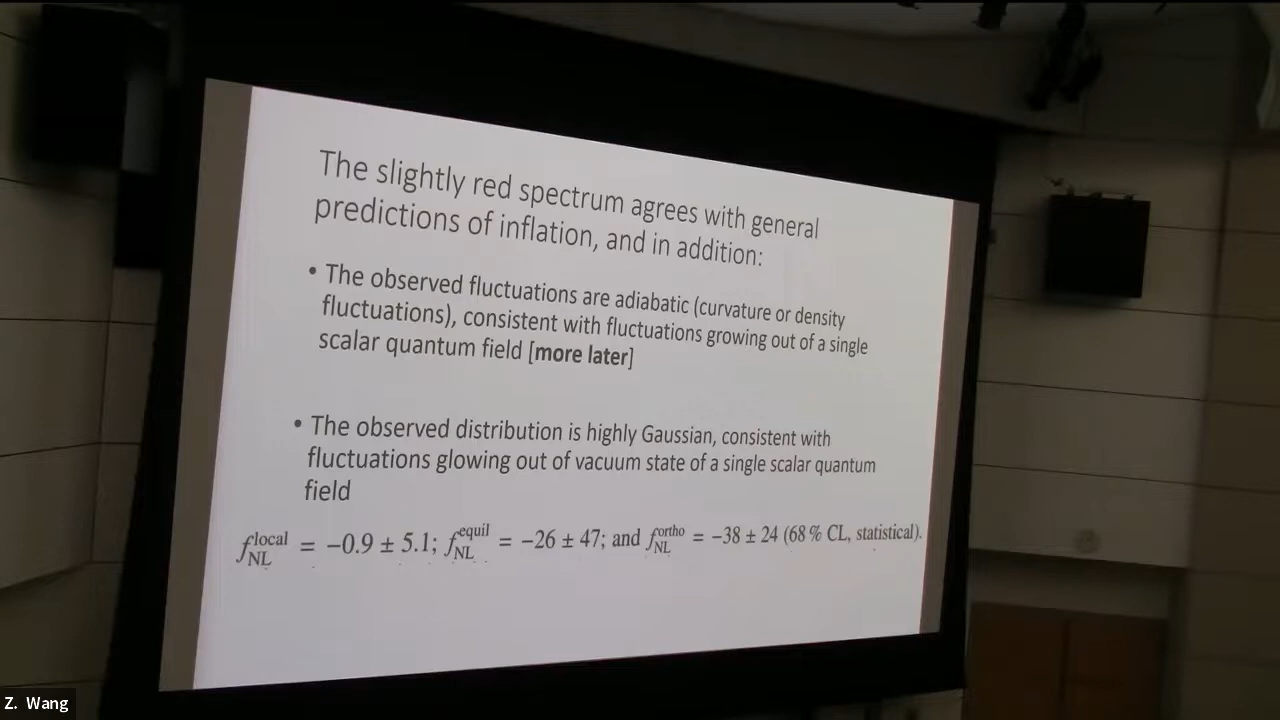 The slightly red spectrum agrees with general
predictions of inflation, and in addition:
• The observed fluctuations are adiabatic (curvature or density
fluctuations), consistent with fluctuations growing out of a single
scalar quantum field [more later]
• The observed distribution is highly Gaussian, consistent with
fluctuations glowing out of vacuum state of a single scalar quantum
field
f_NL^local = −0.9 ± 5.1; f_NL^equil = −26 ± 47; and f_NL^ortho = −38 ± 24 (68 % CL, statistical).
Z. Wang